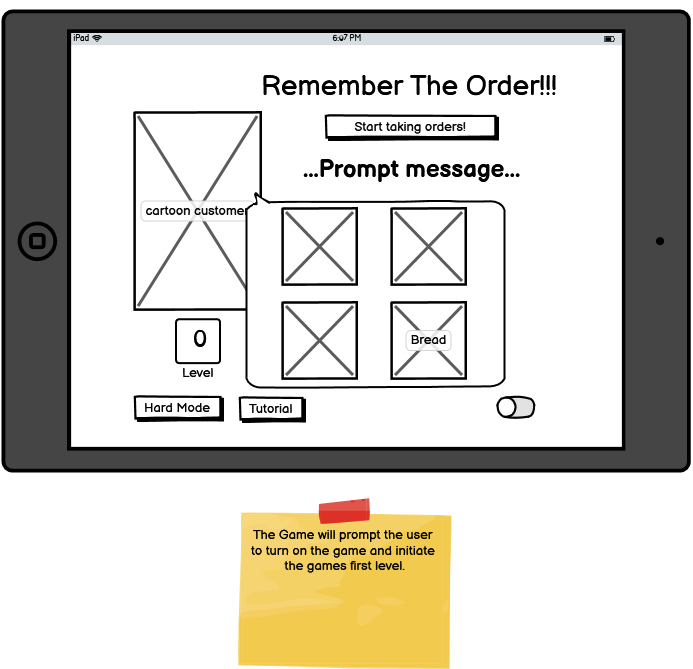 iPad
6:07 PM
Remember The Order!!!
Start taking orders!
...Prompt message...
cartoon customer
Bread
0
Level
Hard Mode
Tutorial
The Game will prompt the user
to turn on the game and initiate
the games first level.